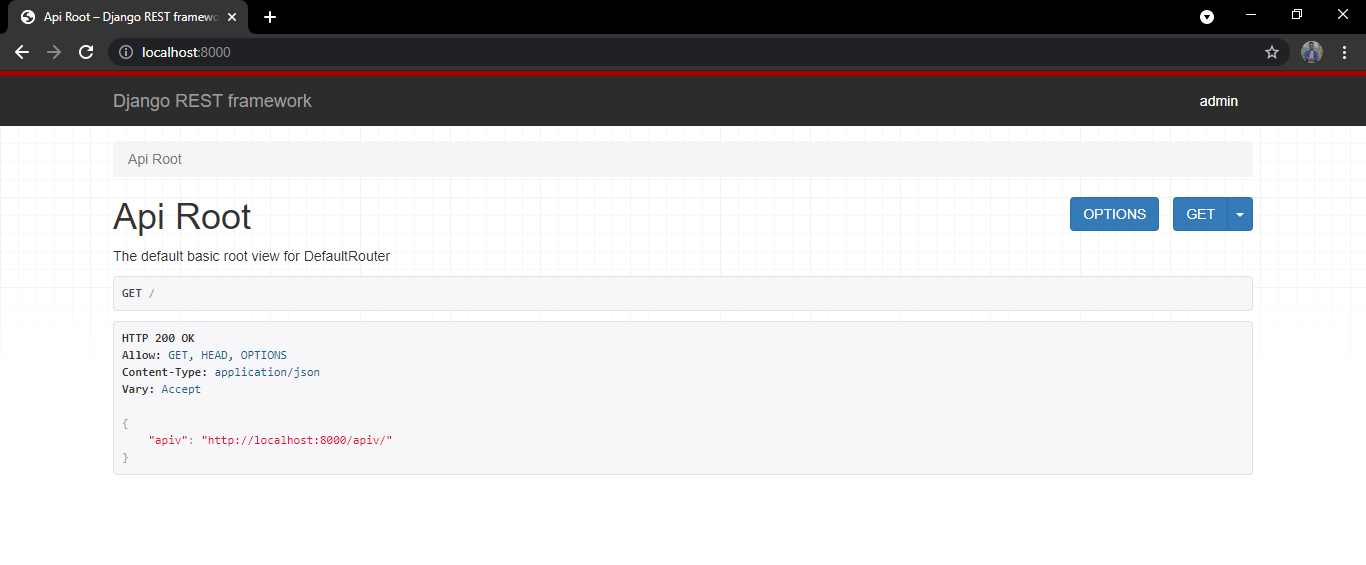 Api Root – Django REST framewo
localhost:8000
Django REST framework
admin
Api Root
Api Root
OPTIONS
GET
The default basic root view for DefaultRouter
GET /
HTTP 200 OK
Allow: GET, HEAD, OPTIONS
Content-Type: application/json
Vary: Accept
{
"apiv": "http://localhost:8000/apiv/"
}